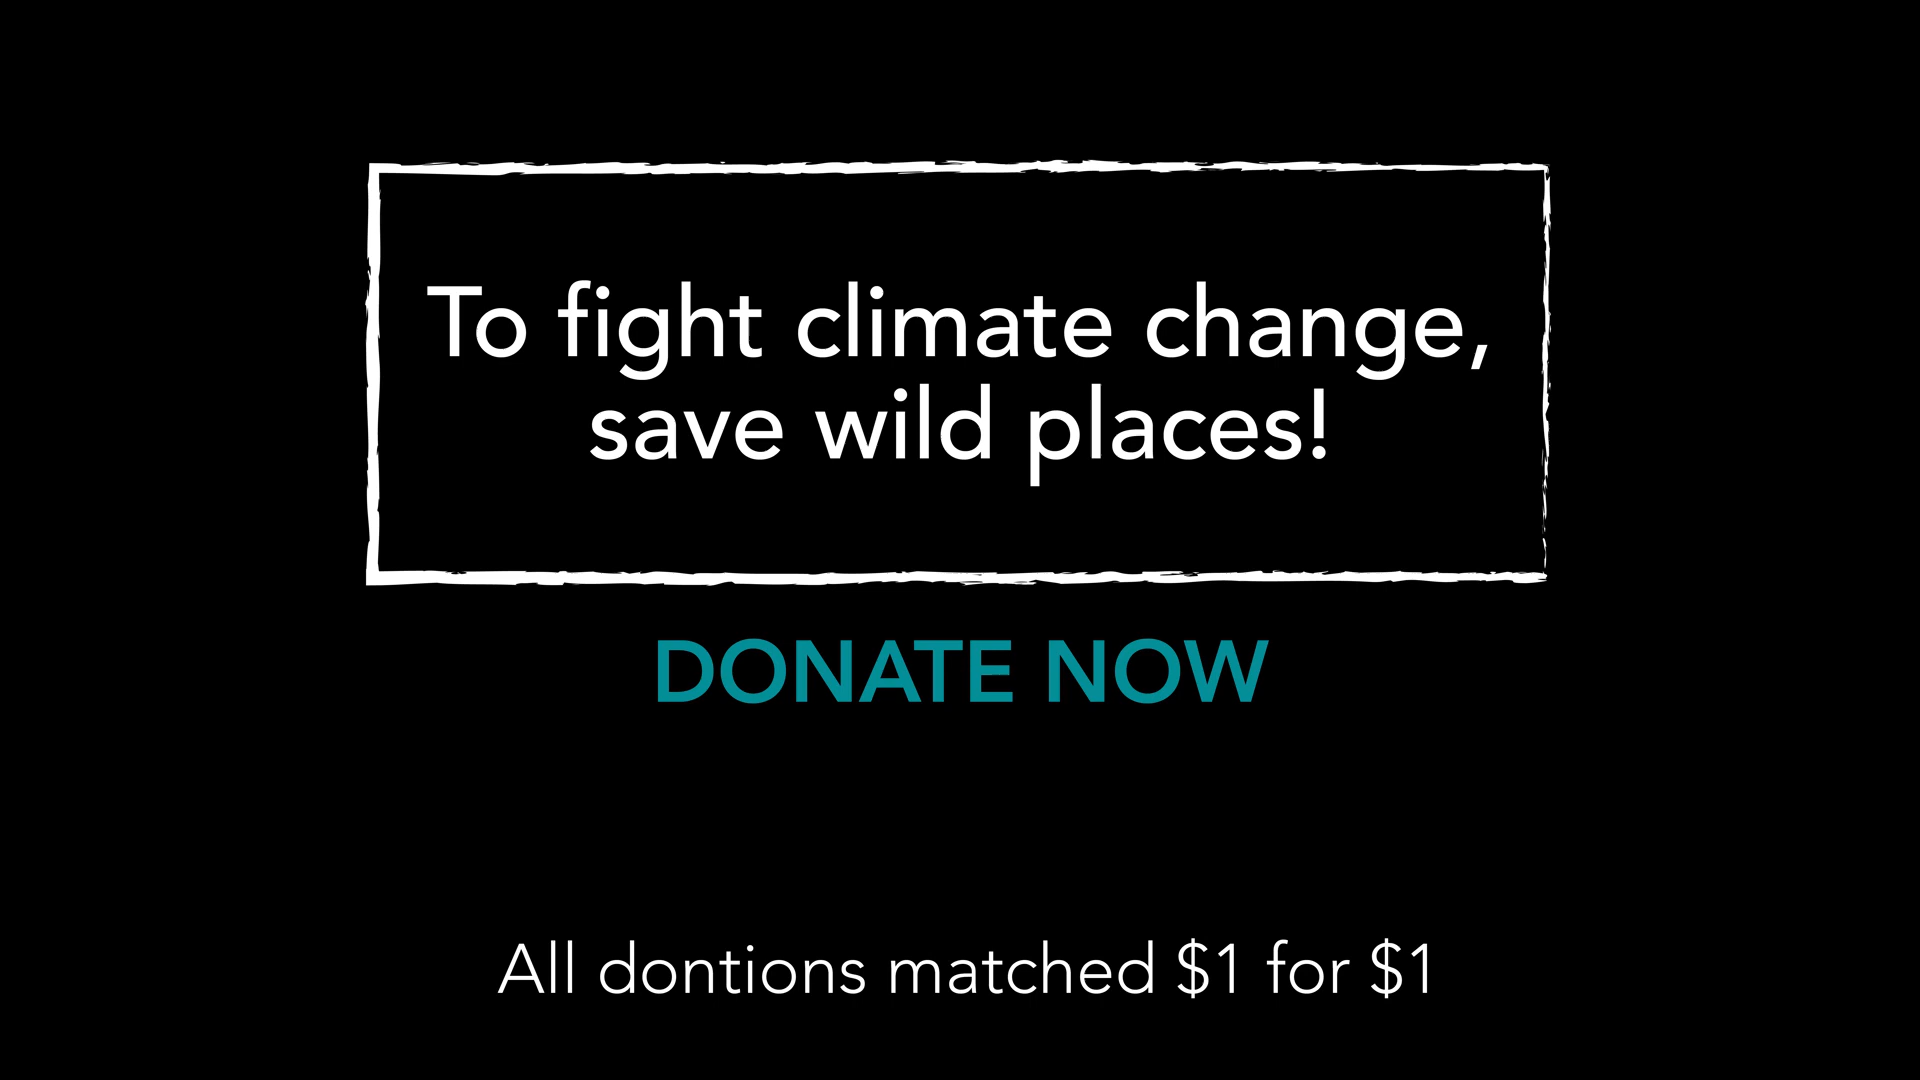 To fight climate change,
save wild places!
DONATE NOW
All dontions matched $1 for $1